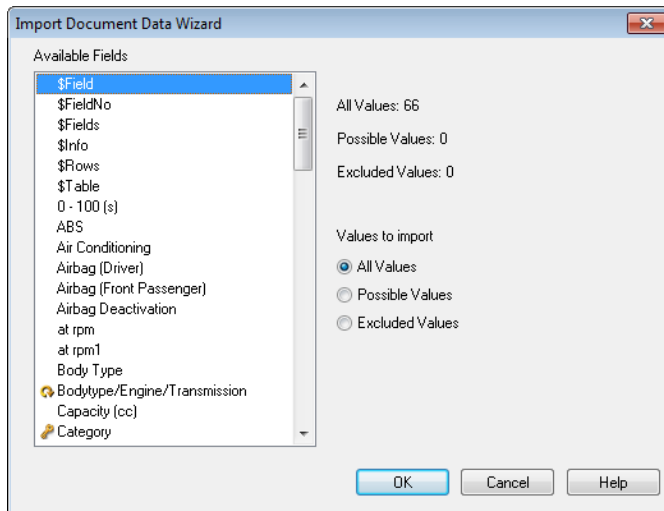 Import Document Data Wizard
Available Fields
$Field
$FieldNo
$Fields
$Info
$Rows
$Table
0 - 100 (s)
ABS
Air Conditioning
Airbag (Driver)
Airbag (Front Passenger)
Airbag Deactivation
at rpm
at rpm1
Body Type
Bodytype/Engine/Transmission
Capacity (cc)
Category
All Values: 66
Possible Values: 0
Excluded Values: 0
Values to import
All Values
Possible Values
Excluded Values
OK Cancel Help